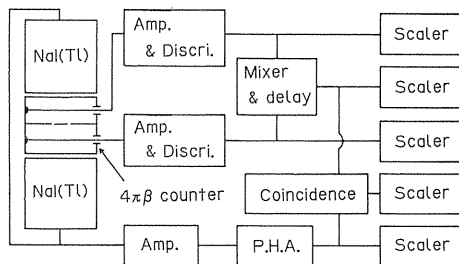 NaI(Tl)
Amp.
& Discri.
Scaler
Mixer
& delay
Scaler
Amp.
& Discri.
Scaler
NaI(Tl)
4πβ counter
Coincidence
Scaler
Amp.
P.H.A.
Scaler